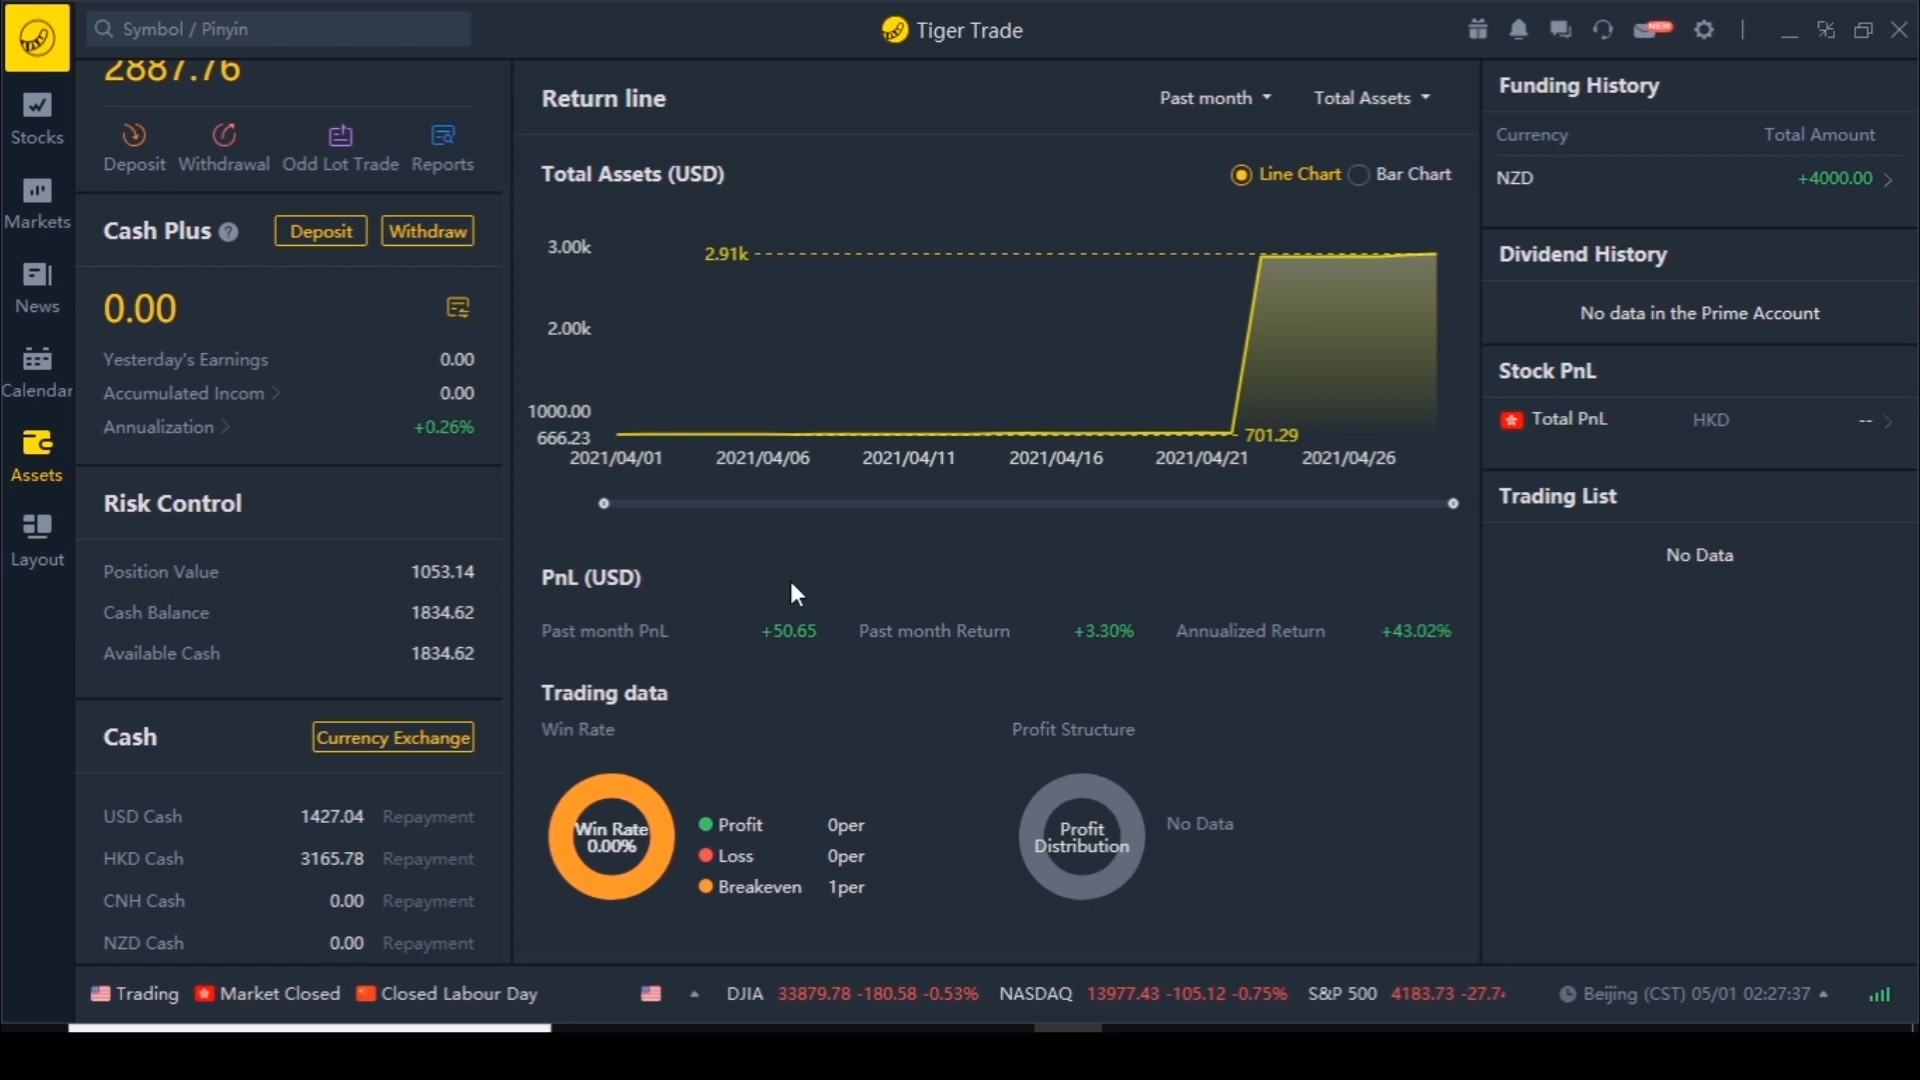 Symbol / Pinyin
Tiger Trade
NEW
Stocks
Markets
News
Calendar
Assets
Layout
2887.76
Deposit Withdrawal Odd Lot Trade Reports
Cash Plus ? Deposit Withdraw
0.00
Yesterday's Earnings 0.00
Accumulated Incom > 0.00
Annualization > +0.26%
Risk Control
Position Value 1053.14
Cash Balance 1834.62
Available Cash 1834.62
Cash Currency Exchange
USD Cash 1427.04 Repayment
HKD Cash 3165.78 Repayment
CNH Cash 0.00 Repayment
NZD Cash 0.00 Repayment
Return line Past month Total Assets
Total Assets (USD) Line Chart Bar Chart
3.00k
2.91k
2.00k
1000.00
666.23
701.29
2021/04/01 2021/04/06 2021/04/11 2021/04/16 2021/04/21 2021/04/26
PnL (USD)
Past month PnL +50.65 Past month Return +3.30% Annualized Return +43.02%
Trading data
Win Rate Profit Structure
Win Rate
0.00%
Profit 0per
Loss 0per
Breakeven 1per
Profit
Distribution
No Data
Funding History
Currency Total Amount
NZD +4000.00 >
Dividend History
No data in the Prime Account
Stock PnL
Total PnL HKD -- >
Trading List
No Data
Trading Market Closed Closed Labour Day DJIA 33879.78 -180.58 -0.53% NASDAQ 13977.43 -105.12 -0.75% S&P 500 4183.73 -27.7 Beijing (CST) 05/01 02:27:37